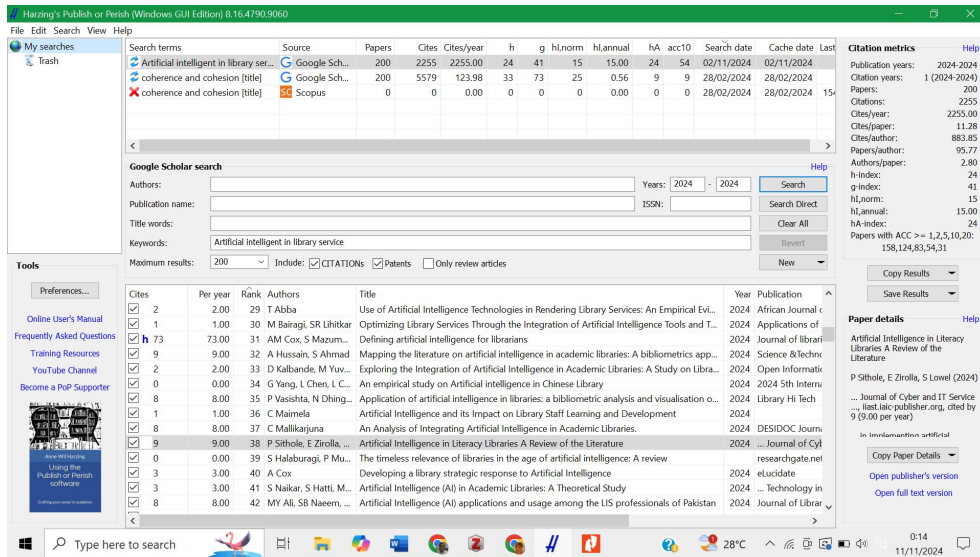 Harzing's Publish or Perish (Windows GUI Edition) 8.16.4790.9060
File Edit Search View Help
My searches
Trash
Search terms Source Papers Cites Cites/year h g hI,norm hI,annual hA acc10 Search date Cache date Last
Artificial intelligent in library ser... Google Sch... 200 2255 2255.00 24 41 15 15.00 24 54 02/11/2024 02/11/2024
coherence and cohesion [title] Google Sch... 200 5579 123.98 33 73 25 0.56 9 9 28/02/2024 28/02/2024
coherence and cohesion [title] SC Scopus 0 0 0.00 0 0 0 0.00 0 0 28/02/2024 28/02/2024 154
Google Scholar search Help
Authors: Years: 2024 - 2024 Search
Publication name: ISSN: Search Direct
Title words: Clear All
Keywords: Artificial intelligent in library service Revert
Maximum results: 200 Include: CITATIONs Patents Only review articles New
Cites Per year Rank Authors Title Year Publication
2 2.00 29 T Abba Use of Artificial Intelligence Technologies in Rendering Library Services: An Empirical Evi... 2024 African Journal
1 1.00 30 M Bairagi, SR Lihitkar Optimizing Library Services Through the Integration of Artificial Intelligence Tools and T... 2024 Applications of
h 73 73.00 31 AM Cox, S Mazum... Defining artificial intelligence for librarians 2024 Journal of librari
9 9.00 32 A Hussain, S Ahmad Mapping the literature on artificial intelligence in academic libraries: A bibliometrics app... 2024 Science &Techno
2 2.00 33 D Kalbande, M Yuv... Exploring the Integration of Artificial Intelligence in Academic Libraries: A Study on Libra... 2024 Open Informatic
0 0.00 34 G Yang, L Chen, L C... An empirical study on Artificial intelligence in Chinese Library 2024 2024 5th Interna
8 8.00 35 P Vasishta, N Dhing... Application of artificial intelligence in libraries: a bibliometric analysis and visualisation o... 2024 Library Hi Tech
1 1.00 36 C Maimela Artificial Intelligence and its Impact on Library Staff Learning and Development 2024
8 8.00 37 C Mallikarjuna An Analysis of Integrating Artificial Intelligence in Academic Libraries. 2024 DESIDOC Journa
9 9.00 38 P Sithole, E Zirolla, ... Artificial Intelligence in Literacy Libraries A Review of the Literature 2024 ... Journal of Cyb
0 0.00 39 S Halaburagi, P Mu... The timeless relevance of libraries in the age of artificial intelligence: A review researchgate.net
3 3.00 40 A Cox Developing a library strategic response to Artificial Intelligence 2024 eLucidate
3 3.00 41 S Naikar, S Hatti, M... Artificial Intelligence (AI) in Academic Libraries: A Theoretical Study 2024 ... Technology in
8 8.00 42 MY Ali, SB Naeem, ... Artificial Intelligence (AI) applications and usage among the LIS professionals of Pakistan 2024 Journal of Librar
Tools
Preferences...
Online User's Manual
Frequently Asked Questions
Training Resources
YouTube Channel
Become a PoP Supporter
Anne-Wil Harzing
Using the
Publish or Perish
software
Crafting your career in academia
Citation metrics Help
Publication years: 2024-2024
Citation years: 1 (2024-2024)
Papers: 200
Citations: 2255
Cites/year: 2255.00
Cites/paper: 11.28
Cites/author: 883.85
Papers/author: 95.77
Authors/paper: 2.80
h-index: 24
g-index: 41
hI,norm: 15
hI,annual: 15.00
hA-index: 24
Papers with ACC >= 1,2,5,10,20:
158,124,83,54,31
Copy Results
Save Results
Paper details Help
Artificial Intelligence in Literacy
Libraries A Review of the
Literature
P Sithole, E Zirolla, S Lowel (2024)
... Journal of Cyber and IT Service
..., iiast.iaic-publisher.org, cited by
9 (9.00 per year)
In implementing artificial
Copy Paper Details
Open publisher's version
Open full text version
Type here to search
28°C
0:14
11/11/2024